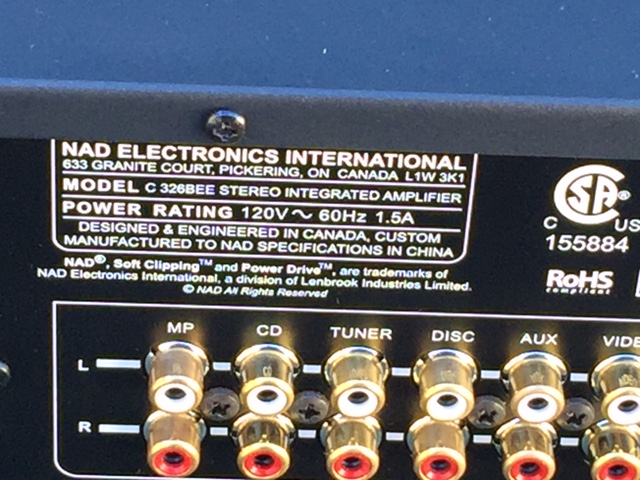 NAD ELECTRONICS INTERNATIONAL
633 GRANITE COURT, PICKERING, ON CANADA L1W 3K1
MODEL C 326BEE STEREO INTEGRATED AMPLIFIER
POWER RATING 120V ~ 60Hz 1.5A
DESIGNED & ENGINEERED IN CANADA, CUSTOM
MANUFACTURED TO NAD SPECIFICATIONS IN CHINA
NAD®, Soft Clipping™ and Power Drive™, are trademarks of
NAD Electronics International, a division of Lenbrook Industries Limited.
© NAD All Rights Reserved
SA®
C US
155884
RoHS
compliant
MP CD TUNER DISC AUX VIDE
L
R